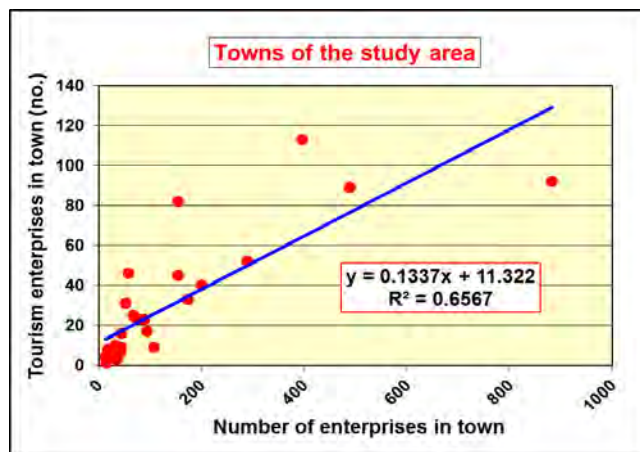 Towns of the study area
Tourism enterprises in town (no.)
140
120
100
80
60
40
20
0
y = 0.1337x + 11.322
R² = 0.6567
0
200
400
600
800
1000
Number of enterprises in town